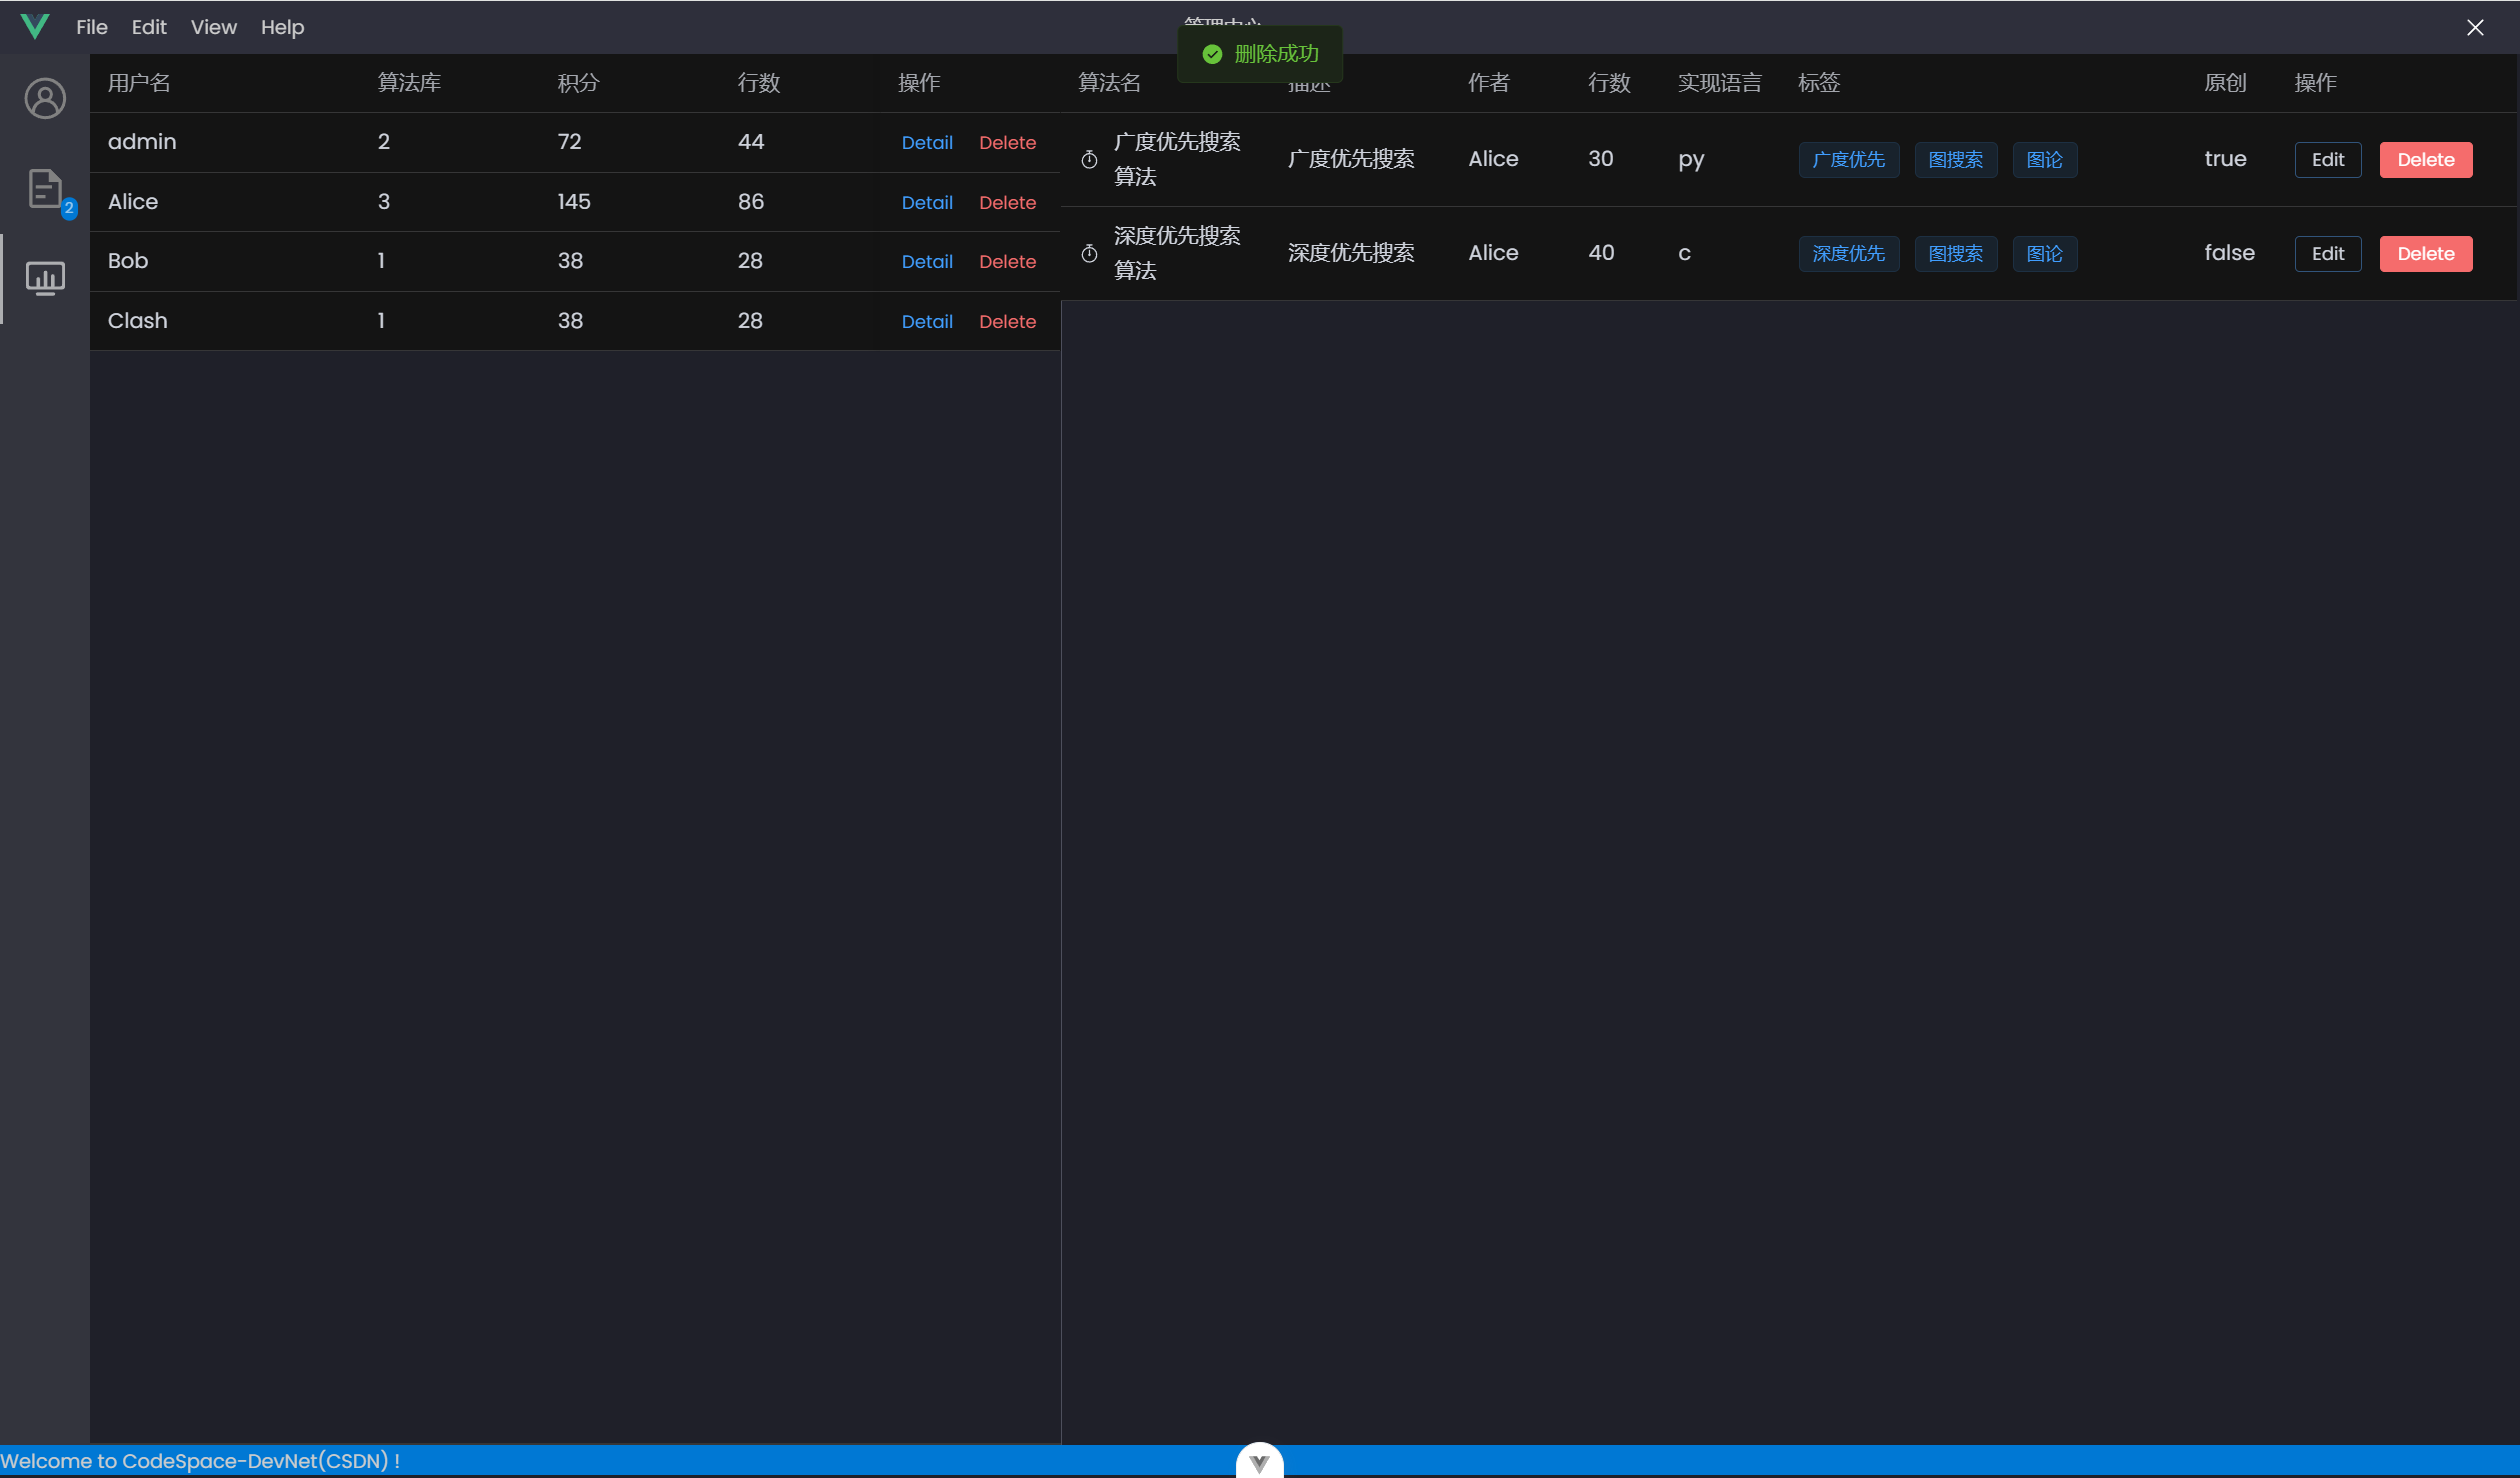 File Edit View Help
管理中心
删除成功
用户名 算法库 积分 行数 操作
admin 2 72 44 Detail Delete
Alice 3 145 86 Detail Delete
Bob 1 38 28 Detail Delete
Clash 1 38 28 Detail Delete
算法名 描述 作者 行数 实现语言 标签 原创 操作
广度优先搜索
算法
广度优先搜索 Alice 30 py 广度优先 图搜索 图论 true Edit Delete
深度优先搜索
算法
深度优先搜索 Alice 40 c 深度优先 图搜索 图论 false Edit Delete
2
Welcome to CodeSpace-DevNet(CSDN) !